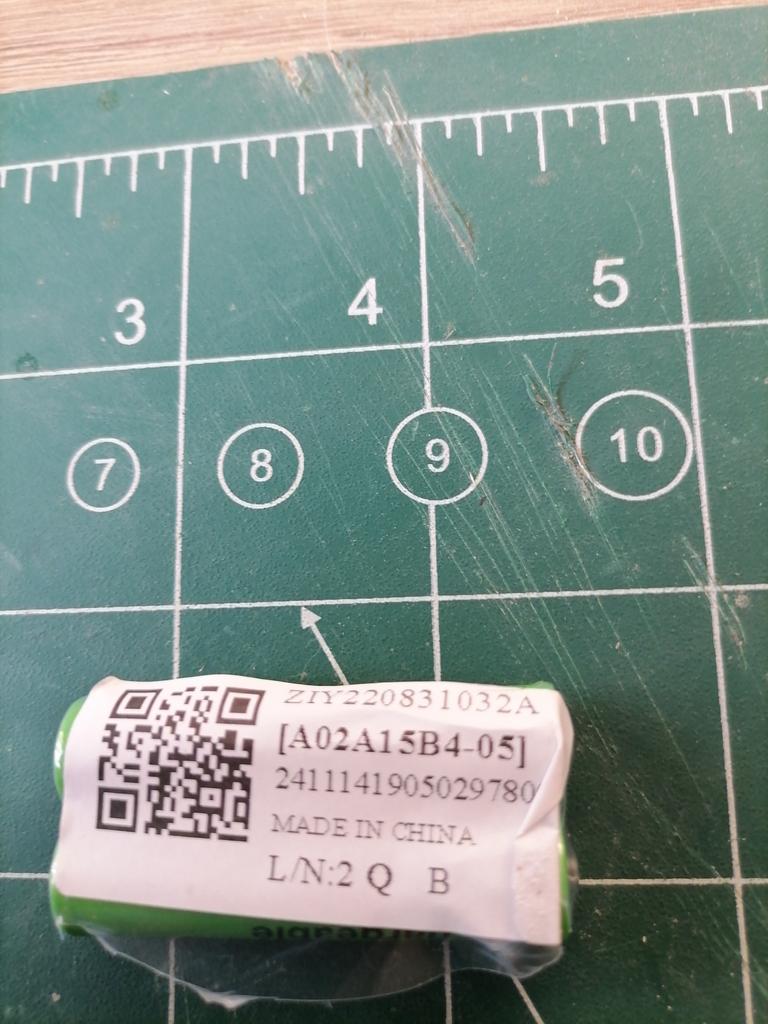 3 4 5
7 8 9 10
ZIY220831032A
[A02A15B4-05]
2411141905029780
MADE IN CHINA
L/N:2 Q B